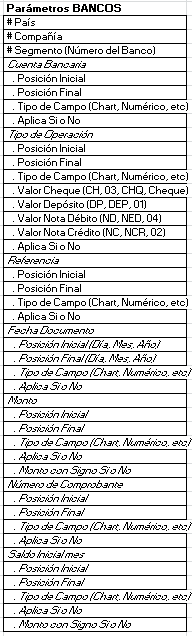 Parámetros BANCOS
# País
# Compañía
# Segmento (Número del Banco)
Cuenta Bancaria
. Posición Inicial
. Posición Final
. Tipo de Campo (Chart, Numérico, etc)
. Aplica Si o No
Tipo de Operación
. Posición Inicial
. Posición Final
. Tipo de Campo (Chart, Numérico, etc)
. Valor Cheque (CH, 03, CHQ, Cheque)
. Valor Depósito (DP, DEP, 01)
. Valor Nota Débito (ND, NED, 04)
. Valor Nota Crédito (NC, NCR, 02)
. Aplica Si o No
Referencia
. Posición Inicial
. Posición Final
. Tipo de Campo (Chart, Numérico, etc)
. Aplica Si o No
Fecha Documento
. Posición Inicial (Día, Mes, Año)
. Posición Final (Día, Mes, Año)
. Tipo de Campo (Chart, Numérico, etc)
. Aplica Si o No
Monto
. Posición Inicial
. Posición Final
. Tipo de Campo (Chart, Numérico, etc)
. Aplica Si o No
. Monto con Signo Si o No
Número de Comprobante
. Posición Inicial
. Posición Final
. Tipo de Campo (Chart, Numérico, etc)
. Aplica Si o No
Saldo Inicial mes
. Posición Inicial
. Posición Final
. Tipo de Campo (Chart, Numérico, etc)
. Aplica Si o No
. Monto con Signo Si o No